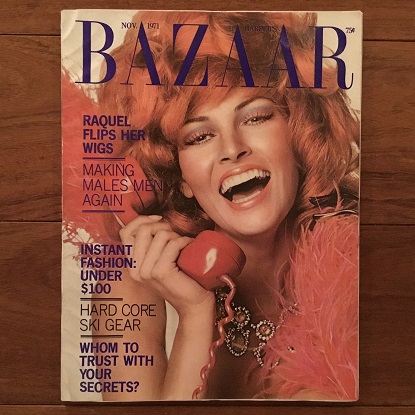 NOV. 1971
HARPER'S
75¢
BAZAAR
RAQUEL
FLIPS HER
WIGS
MAKING
MALES MEN
AGAIN
INSTANT
FASHION:
UNDER
$100
HARD CORE
SKI GEAR
WHOM TO
TRUST WITH
YOUR
SECRETS?